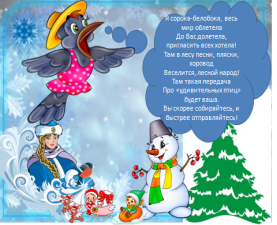 Я сорока-белобока, весь
мир облетела
До Вас долетела,
пригласить всех хотела!
Там в лесу песни, пляски,
хоровод
Веселится, лесной народ!
Там такая передача
Про «удивительных птиц»
будет ваша.
Вы скорее собирайтесь, и
быстрее отправляйтесь!